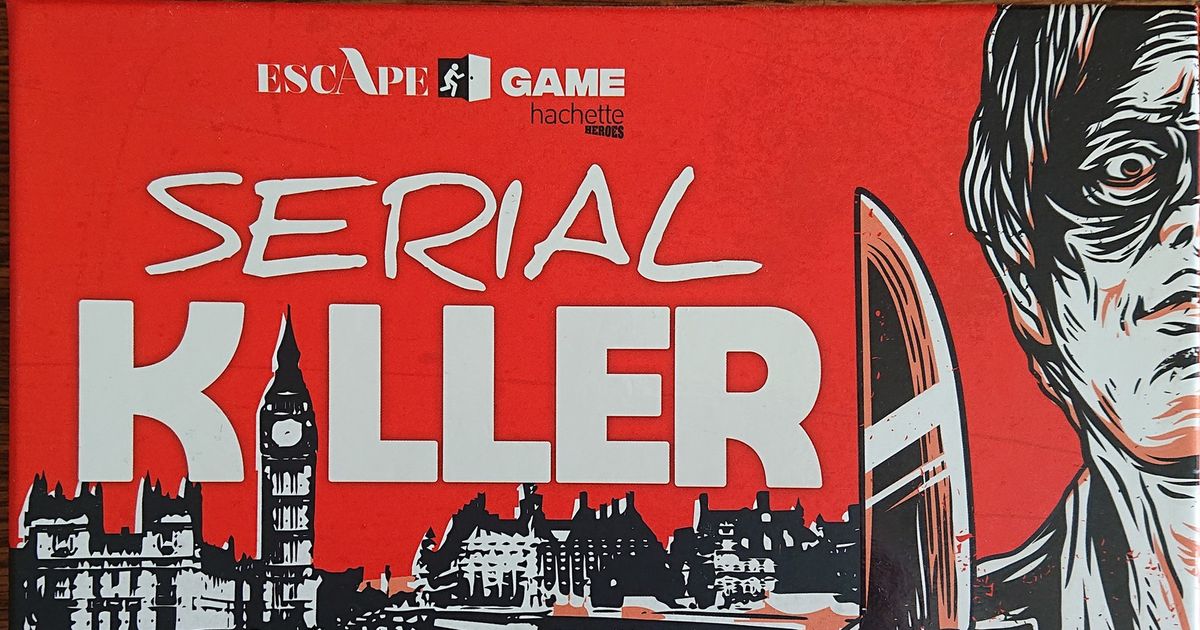 ESCAPE GAME
hachette
HEROES
SERIAL
KILLER